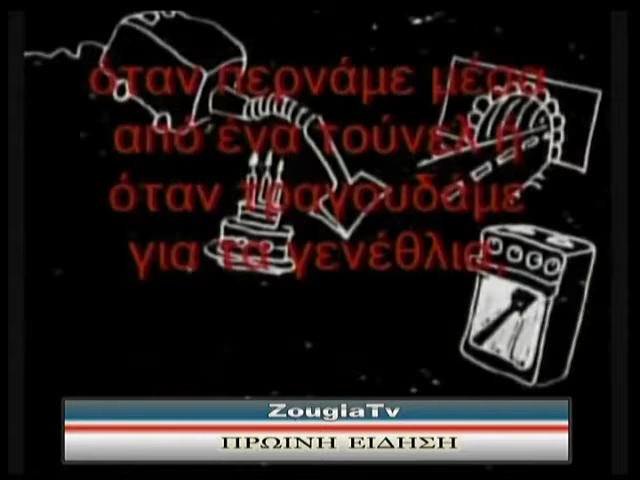 όταν περνάμε μέσα
από ένα τούνελ ή
όταν τραγουδάμε
για τα γενέθλια,
ZougiaTv
ΠΡΩΙΝΗ ΕΙΔΗΣΗ